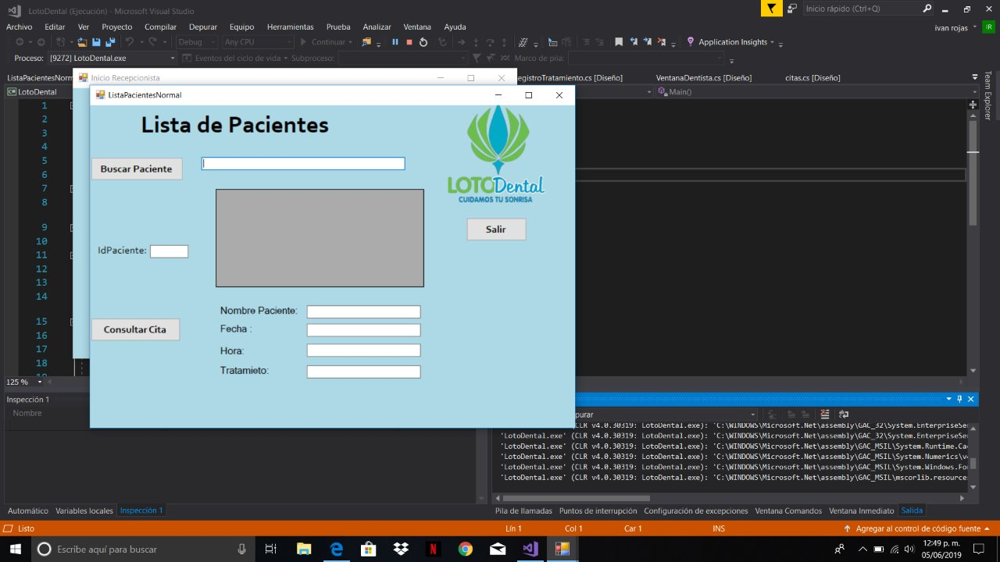 LotoDental (Ejecución) - Microsoft Visual Studio
Inicio rápido (Ctrl+Q)
Archivo Editar Ver Proyecto Compilar Depurar Equipo Herramientas Prueba Analizar Ventana Ayuda
ivan rojas
IR
Debug Any CPU Continuar Application Insights
Proceso: [9272] LotoDental.exe Eventos del ciclo de vida Subproceso: Marco de pila:
ListaPacientesNorm
Inicio Recepcionista
egistroTratamiento.cs [Diseño] VentanaDentista.cs [Diseño] citas.cs [Diseño]
Team Explorer
LotoDental
ListaPacientesNormal
Main()
1
2
3
4
5
6
7
8
9
10
11
12
13
14
15
16
17
18
Lista de Pacientes
Buscar Paciente
LOTO Dental
CUIDAMOS TU SONRISA
Salir
IdPaciente:
Nombre Paciente:
Consultar Cita
Fecha :
Hora:
Tratamieto:
125 %
Inspección 1
Nombre
purar
(CLR v4.0.30319: LotoDental.exe): 'C:\WINDOWS\Microsoft.Net\assembly\GAC_32\System.EnterpriseSe
'LotoDental.exe' (CLR v4.0.30319: LotoDental.exe): 'C:\WINDOWS\Microsoft.Net\assembly\GAC_32\System.EnterpriseSe
'LotoDental.exe' (CLR v4.0.30319: LotoDental.exe): 'C:\WINDOWS\Microsoft.Net\assembly\GAC_MSIL\System.Runtime.Ca
'LotoDental.exe' (CLR v4.0.30319: LotoDental.exe): 'C:\WINDOWS\Microsoft.Net\assembly\GAC_MSIL\System.Numerics\v
'LotoDental.exe' (CLR v4.0.30319: LotoDental.exe): 'C:\WINDOWS\Microsoft.Net\assembly\GAC_MSIL\System.Windows.Fo
'LotoDental.exe' (CLR v4.0.30319: LotoDental.exe): 'C:\WINDOWS\Microsoft.Net\assembly\GAC_MSIL\mscorlib.resource
Automático Variables locales Inspección 1
Pila de llamadas Puntos de interrupción Configuración de excepciones Ventana Comandos Ventana Inmediato Salida
Listo
Lín 1 Col 1 Car 1 INS
Agregar al control de código fuente
Escribe aquí para buscar
12:49 p. m.
05/06/2019